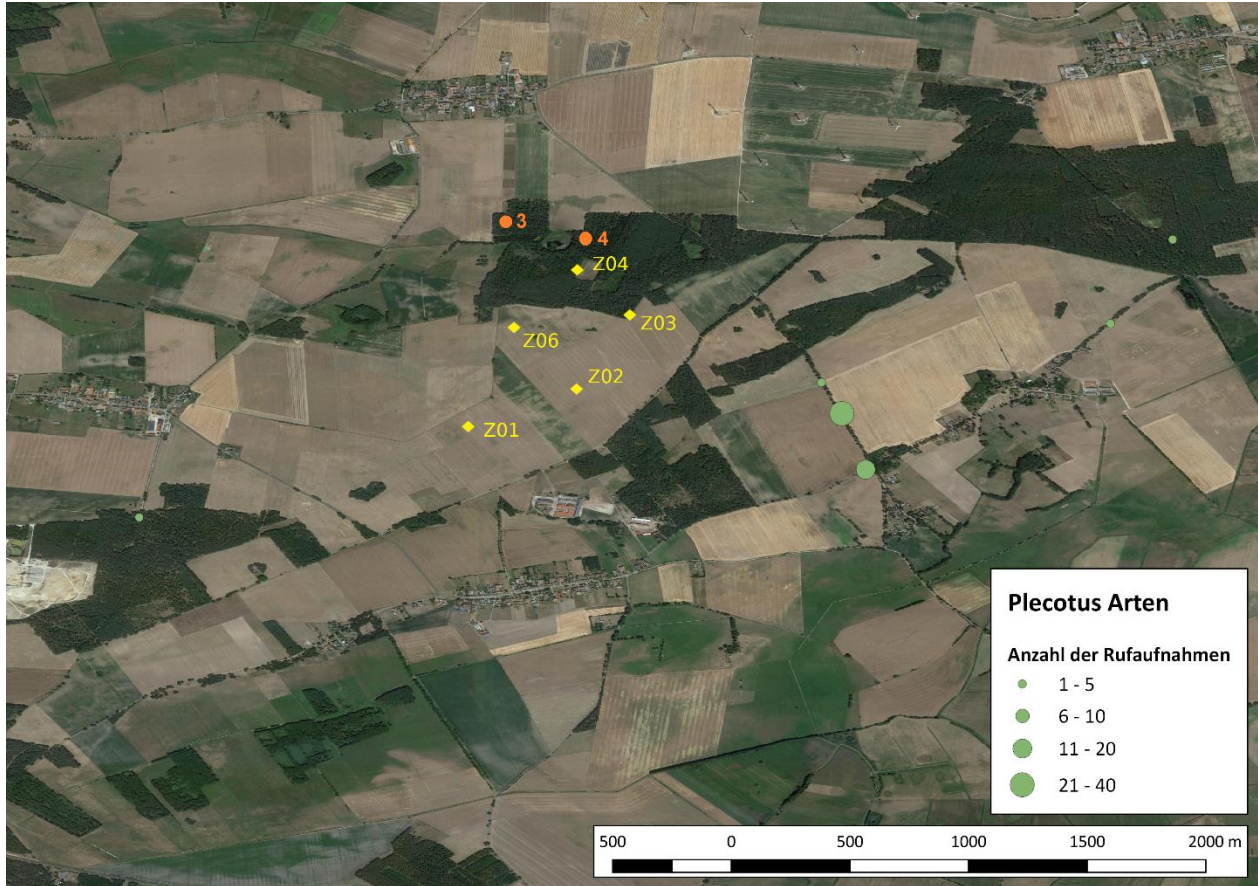 3
4
Z04
Z03
Z06
Z02
Z01
Plecotus Arten
Anzahl der Rufaufnahmen
1 - 5
6 - 10
11 - 20
21 - 40
500 0 500 1000 1500 2000 m